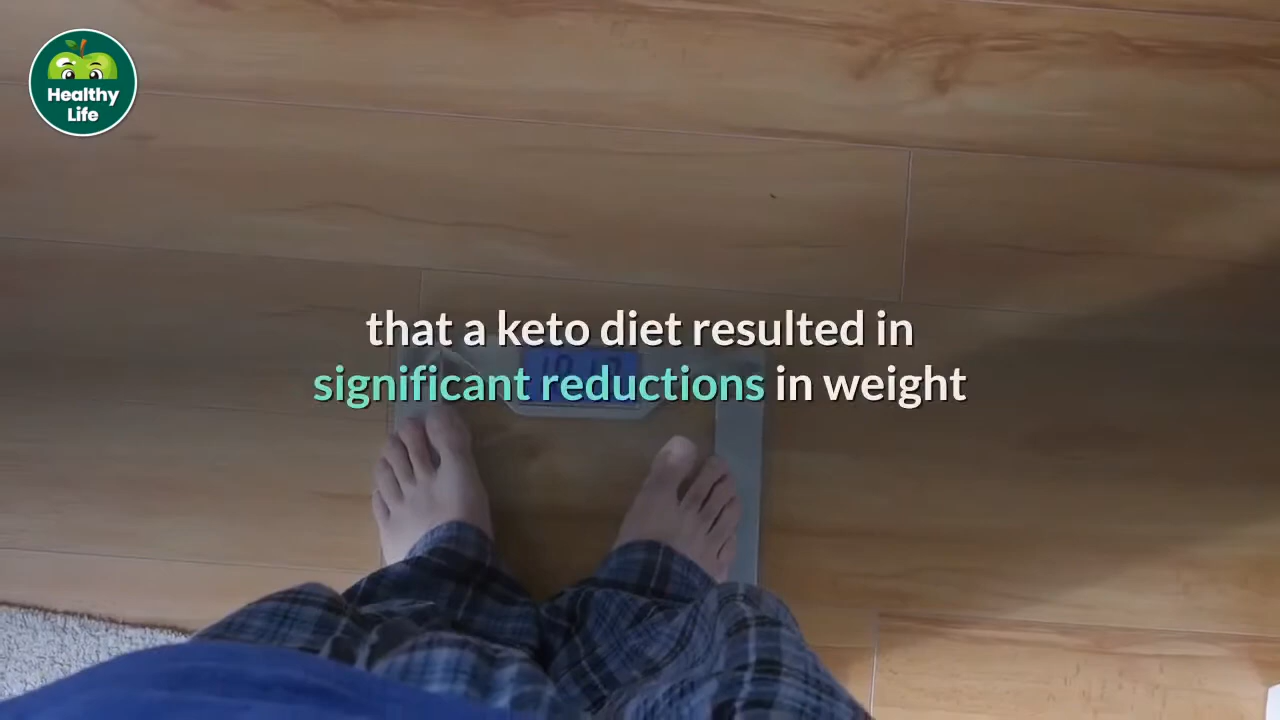 Healthy
Life
that a keto diet resulted in
significant reductions in weight